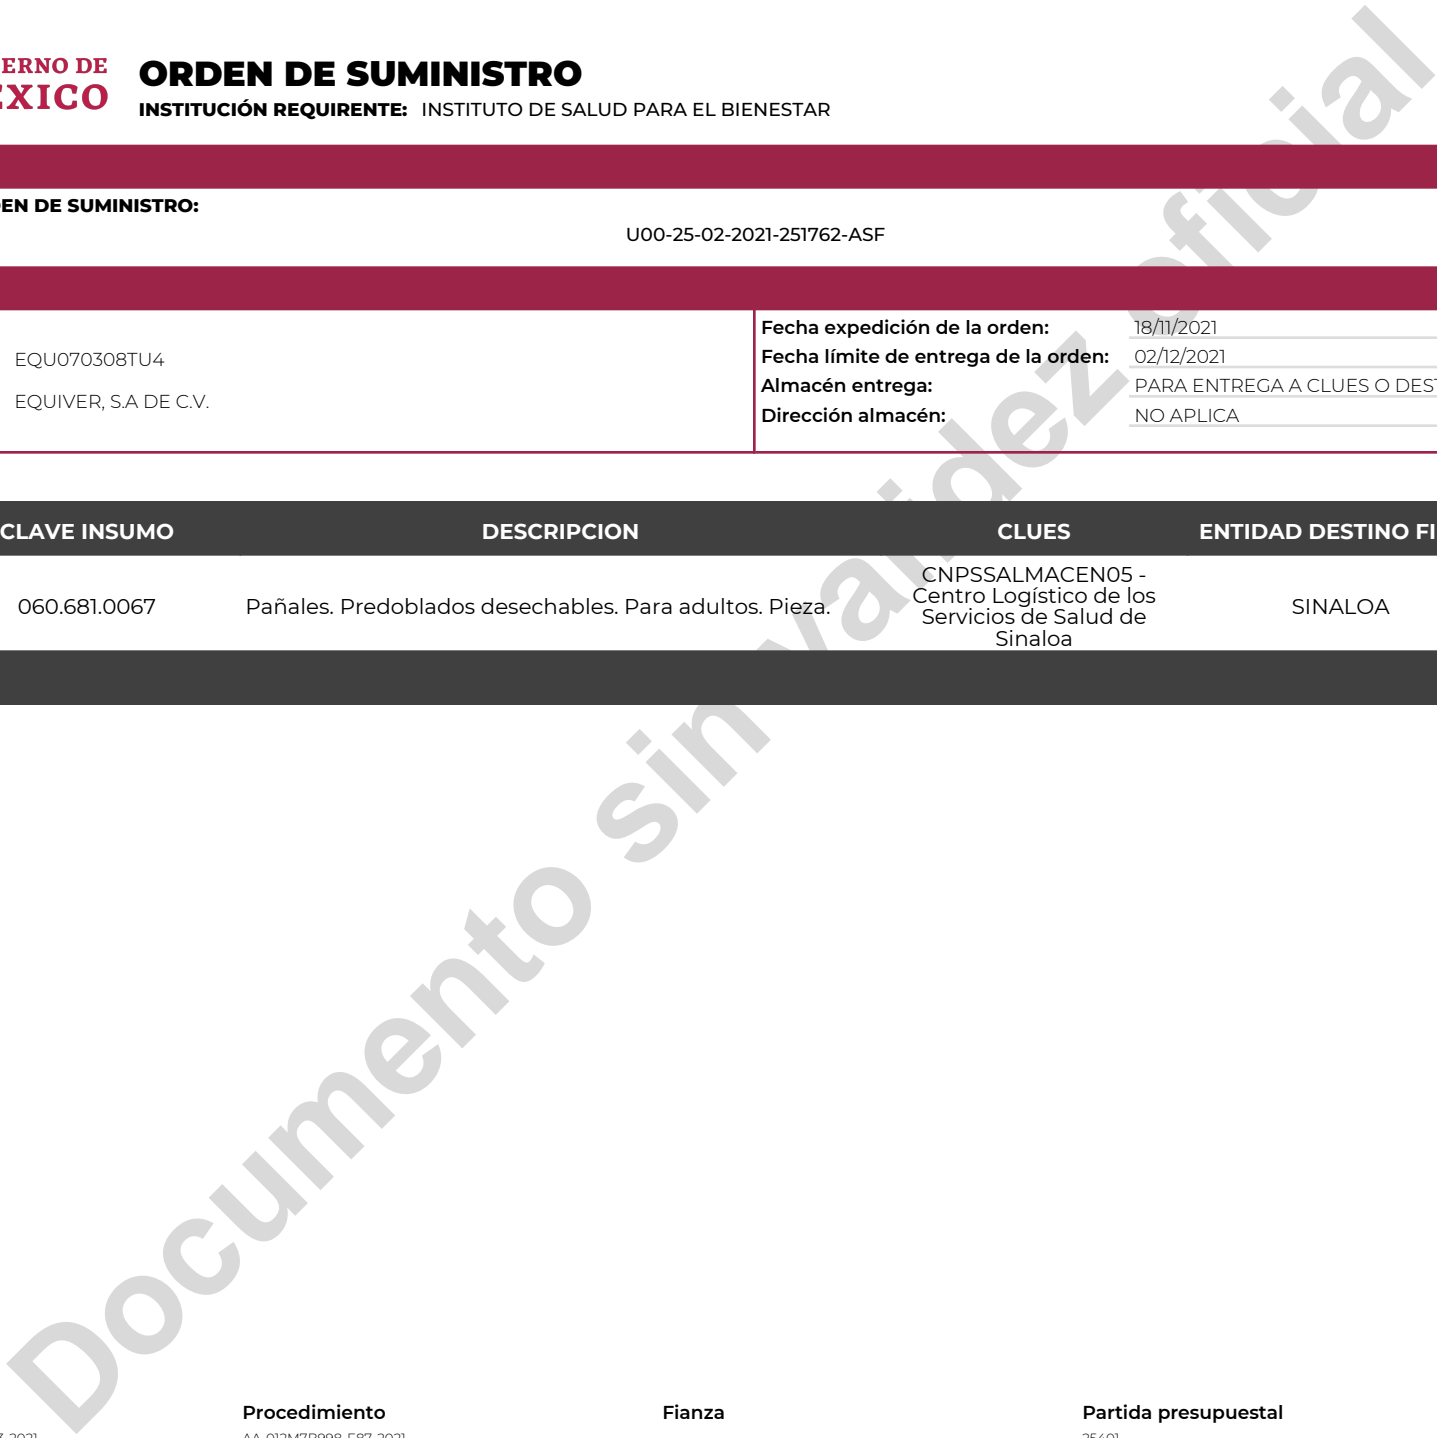 ERNO DE
ORDEN DE SUMINISTRO
INSTITUCIÓN REQUIRENTE: INSTITUTO DE SALUD PARA EL BIENESTAR
EN DE SUMINISTRO:
U00-25-02-2021-251762-ASF
EQU070308TU4
EQUIVER, S.A DE C.V.
Fecha expedición de la orden: 18/11/2021
Fecha límite de entrega de la orden: 02/12/2021
Almacén entrega: PARA ENTREGA A CLUES O DEST
Dirección almacén: NO APLICA
CLAVE INSUMO DESCRIPCION CLUES ENTIDAD DESTINO FI
060.681.0067 Pañales. Predoblados desechables. Para adultos. Pieza. CNPSSALMACEN05 -
Centro Logístico de los
Servicios de Salud de
Sinaloa
SINALOA
Documento sin validez oficial
Procedimiento Fianza Partida presupuestal